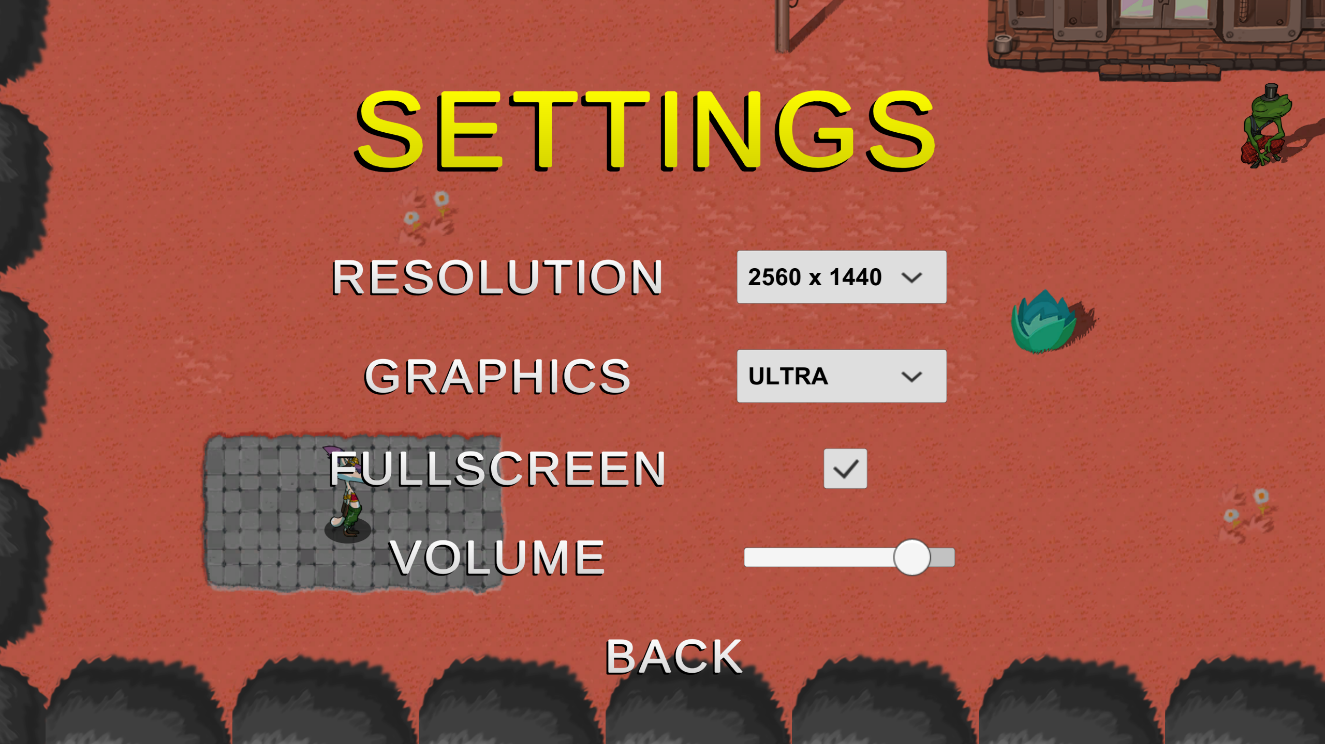 SETTINGS
RESOLUTION 2560 x 1440
GRAPHICS ULTRA
FULLSCREEN
VOLUME
BACK